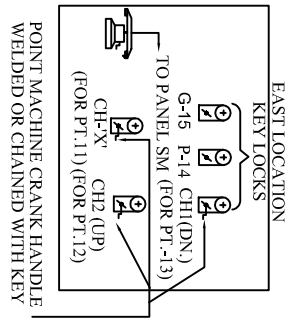 EAST LOCATION
KEY LOCKS
G-15 P-14 CH1(DN.)
TO PANEL SM (FOR PT.-13)
CH-'X' CH2 (UP)
(FOR PT.11) (FOR PT.12)
POINT MACHINE CRANK HANDLE
WELDED OR CHAINED WITH KEY